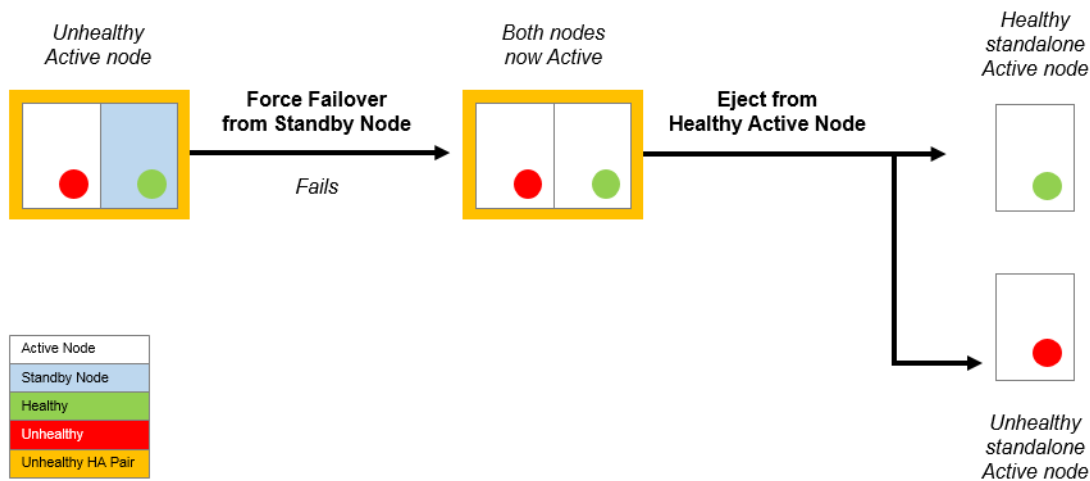 Unhealthy
Active node
Force Failover
from Standby Node
Fails
Both nodes
now Active
Eject from
Healthy Active Node
Healthy
standalone
Active node
Unhealthy
standalone
Active node
Active Node
Standby Node
Healthy
Unhealthy
Unhealthy HA Pair